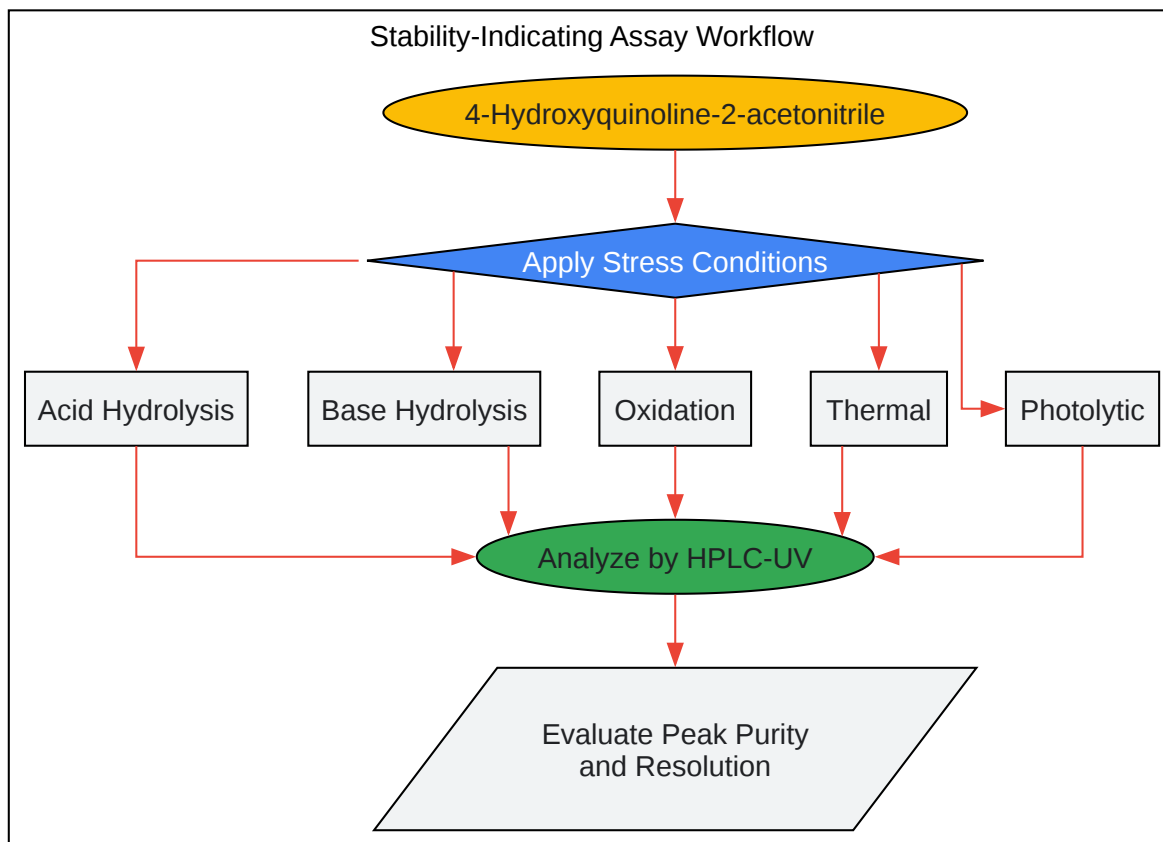 Stability-Indicating Assay Workflow
4-Hydroxyquinoline-2-acetonitrile
Apply Stress Conditions
Acid Hydrolysis
Base Hydrolysis
Oxidation
Thermal
Photolytic
Analyze by HPLC-UV
Evaluate Peak Purity
and Resolution